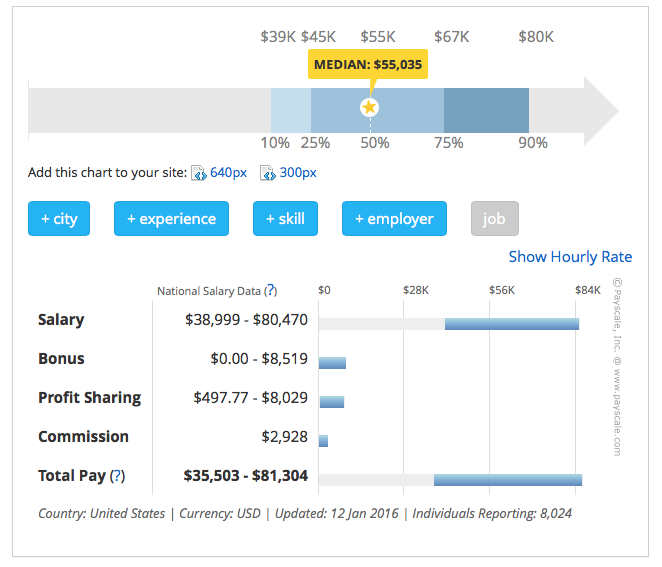 $39K $45K $55K $67K $80K
MEDIAN: $55,035
10% 25% 50% 75% 90%
Add this chart to your site: 640px 300px
+ city + experience + skill + employer job
Show Hourly Rate
National Salary Data (?) $0 $28K $56K $84K
Salary $38,999 - $80,470
Bonus $0.00 - $8,519
Profit Sharing $497.77 - $8,029
Commission $2,928
Total Pay (?) $35,503 - $81,304
Country: United States | Currency: USD | Updated: 12 Jan 2016 | Individuals Reporting: 8,024
© Payscale, Inc. @ www.payscale.com